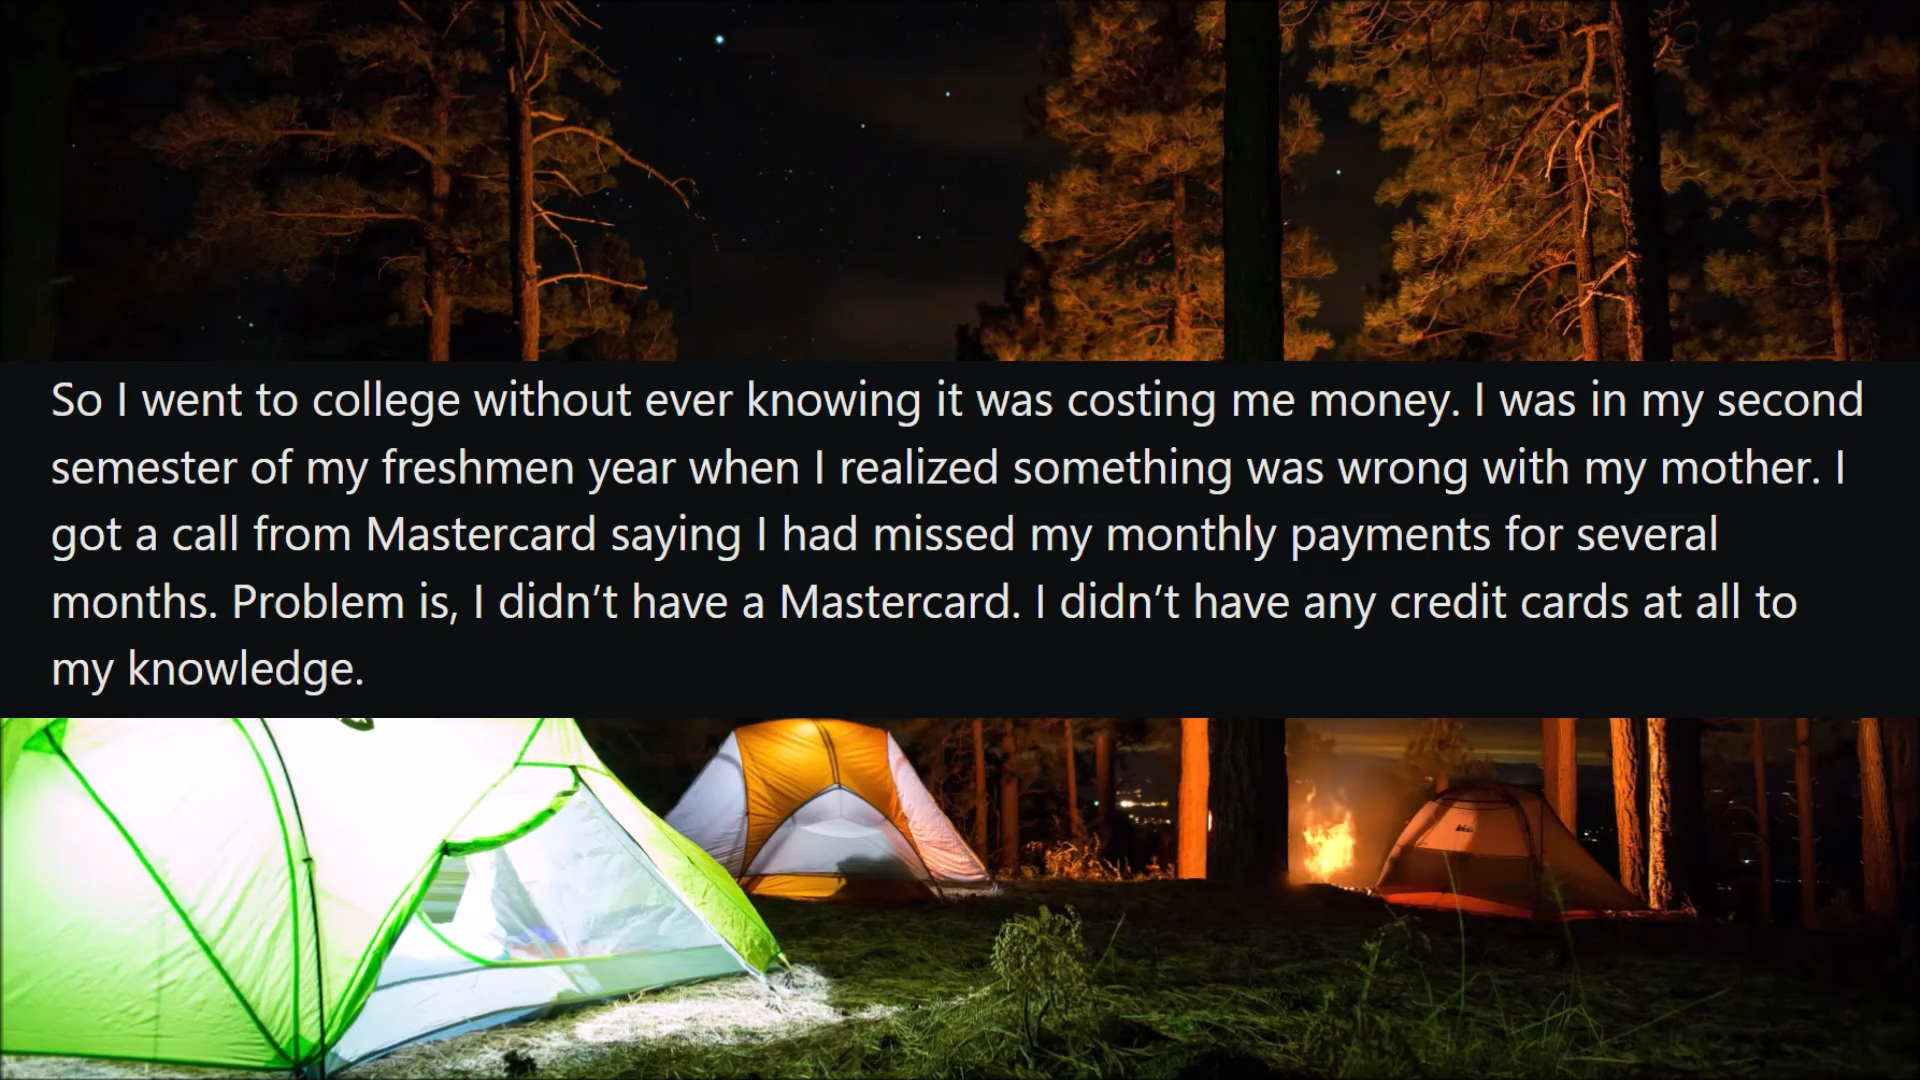 So I went to college without ever knowing it was costing me money. I was in my second
semester of my freshmen year when I realized something was wrong with my mother. I
got a call from Mastercard saying I had missed my monthly payments for several
months. Problem is, I didn’t have a Mastercard. I didn’t have any credit cards at all to
my knowledge.